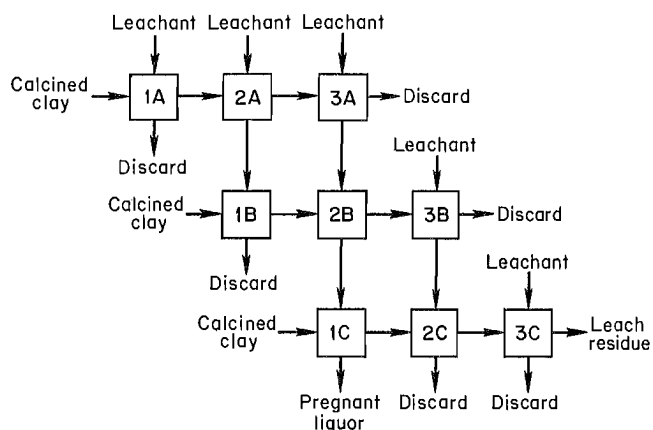 Leachant Leachant Leachant
Calcined
clay
1A 2A 3A Discard
Discard
Leachant
Calcined
clay
1B 2B 3B Discard
Discard
Leachant
Calcined
clay
1C 2C 3C Leach
residue
Pregnant
liquor
Discard Discard